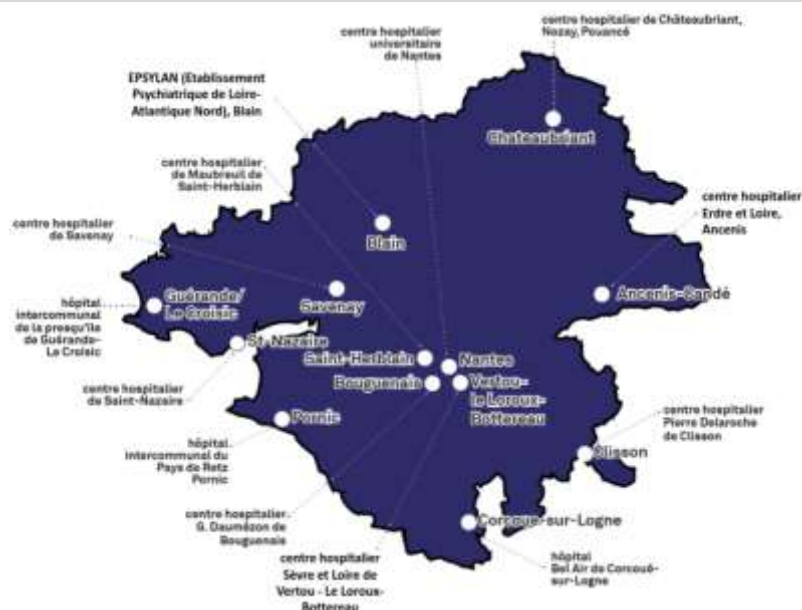 centre hospitalier
universitaire
de Nantes
centre hospitalier de Châteaubriant,
Nozay, Pouancé
EPSYLAN (Etablissement
Psychiatrique de Loire-
Atlantique Nord), Blain
Chateaubriant
centre hospitalier
de Maubreuil de
Saint-Herblain
centre hospitalier
Erdre et Loire,
Ancenis
centre hospitalier
de Savenay
Blain
hôpital
intercommunal
de la presqu'île
de Guérande-
Le Croisic
Guérande/
Le Croisic
Savenay
Ancenis-Candé
St-Nazaire
Saint-Herblain
Nantes
Bouguenais
Vertou-
le Loroux-
Bottereau
centre hospitalier
de Saint-Nazaire
Pornic
centre hospitalier
Pierre Delaroche
de Clisson
hôpital
intercommunal du
Pays de Retz
Pornic
Clisson
centre hospitalier
G. Daumézon de
Bouguenais
Corcoue-sur-Logne
centre hospitalier
Sèvre et Loire de
Vertou - Le Loroux-
Bottereau
hôpital
Bel Air de Corcoué-
sur-Logne